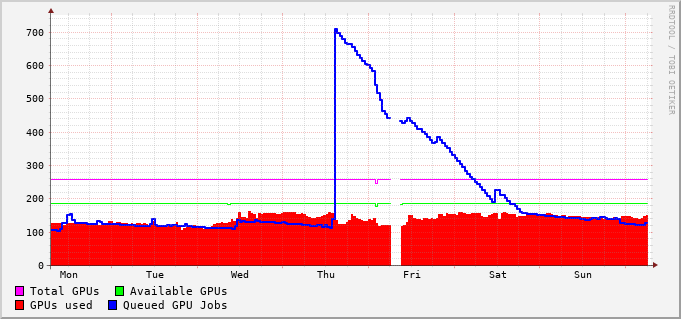 700
600
500
400
300
200
100
0
Mon Tue Wed Thu Fri Sat Sun
Total GPUs Available GPUs
GPUs used Queued GPU Jobs
RRDTOOL / TOBI OETIKER